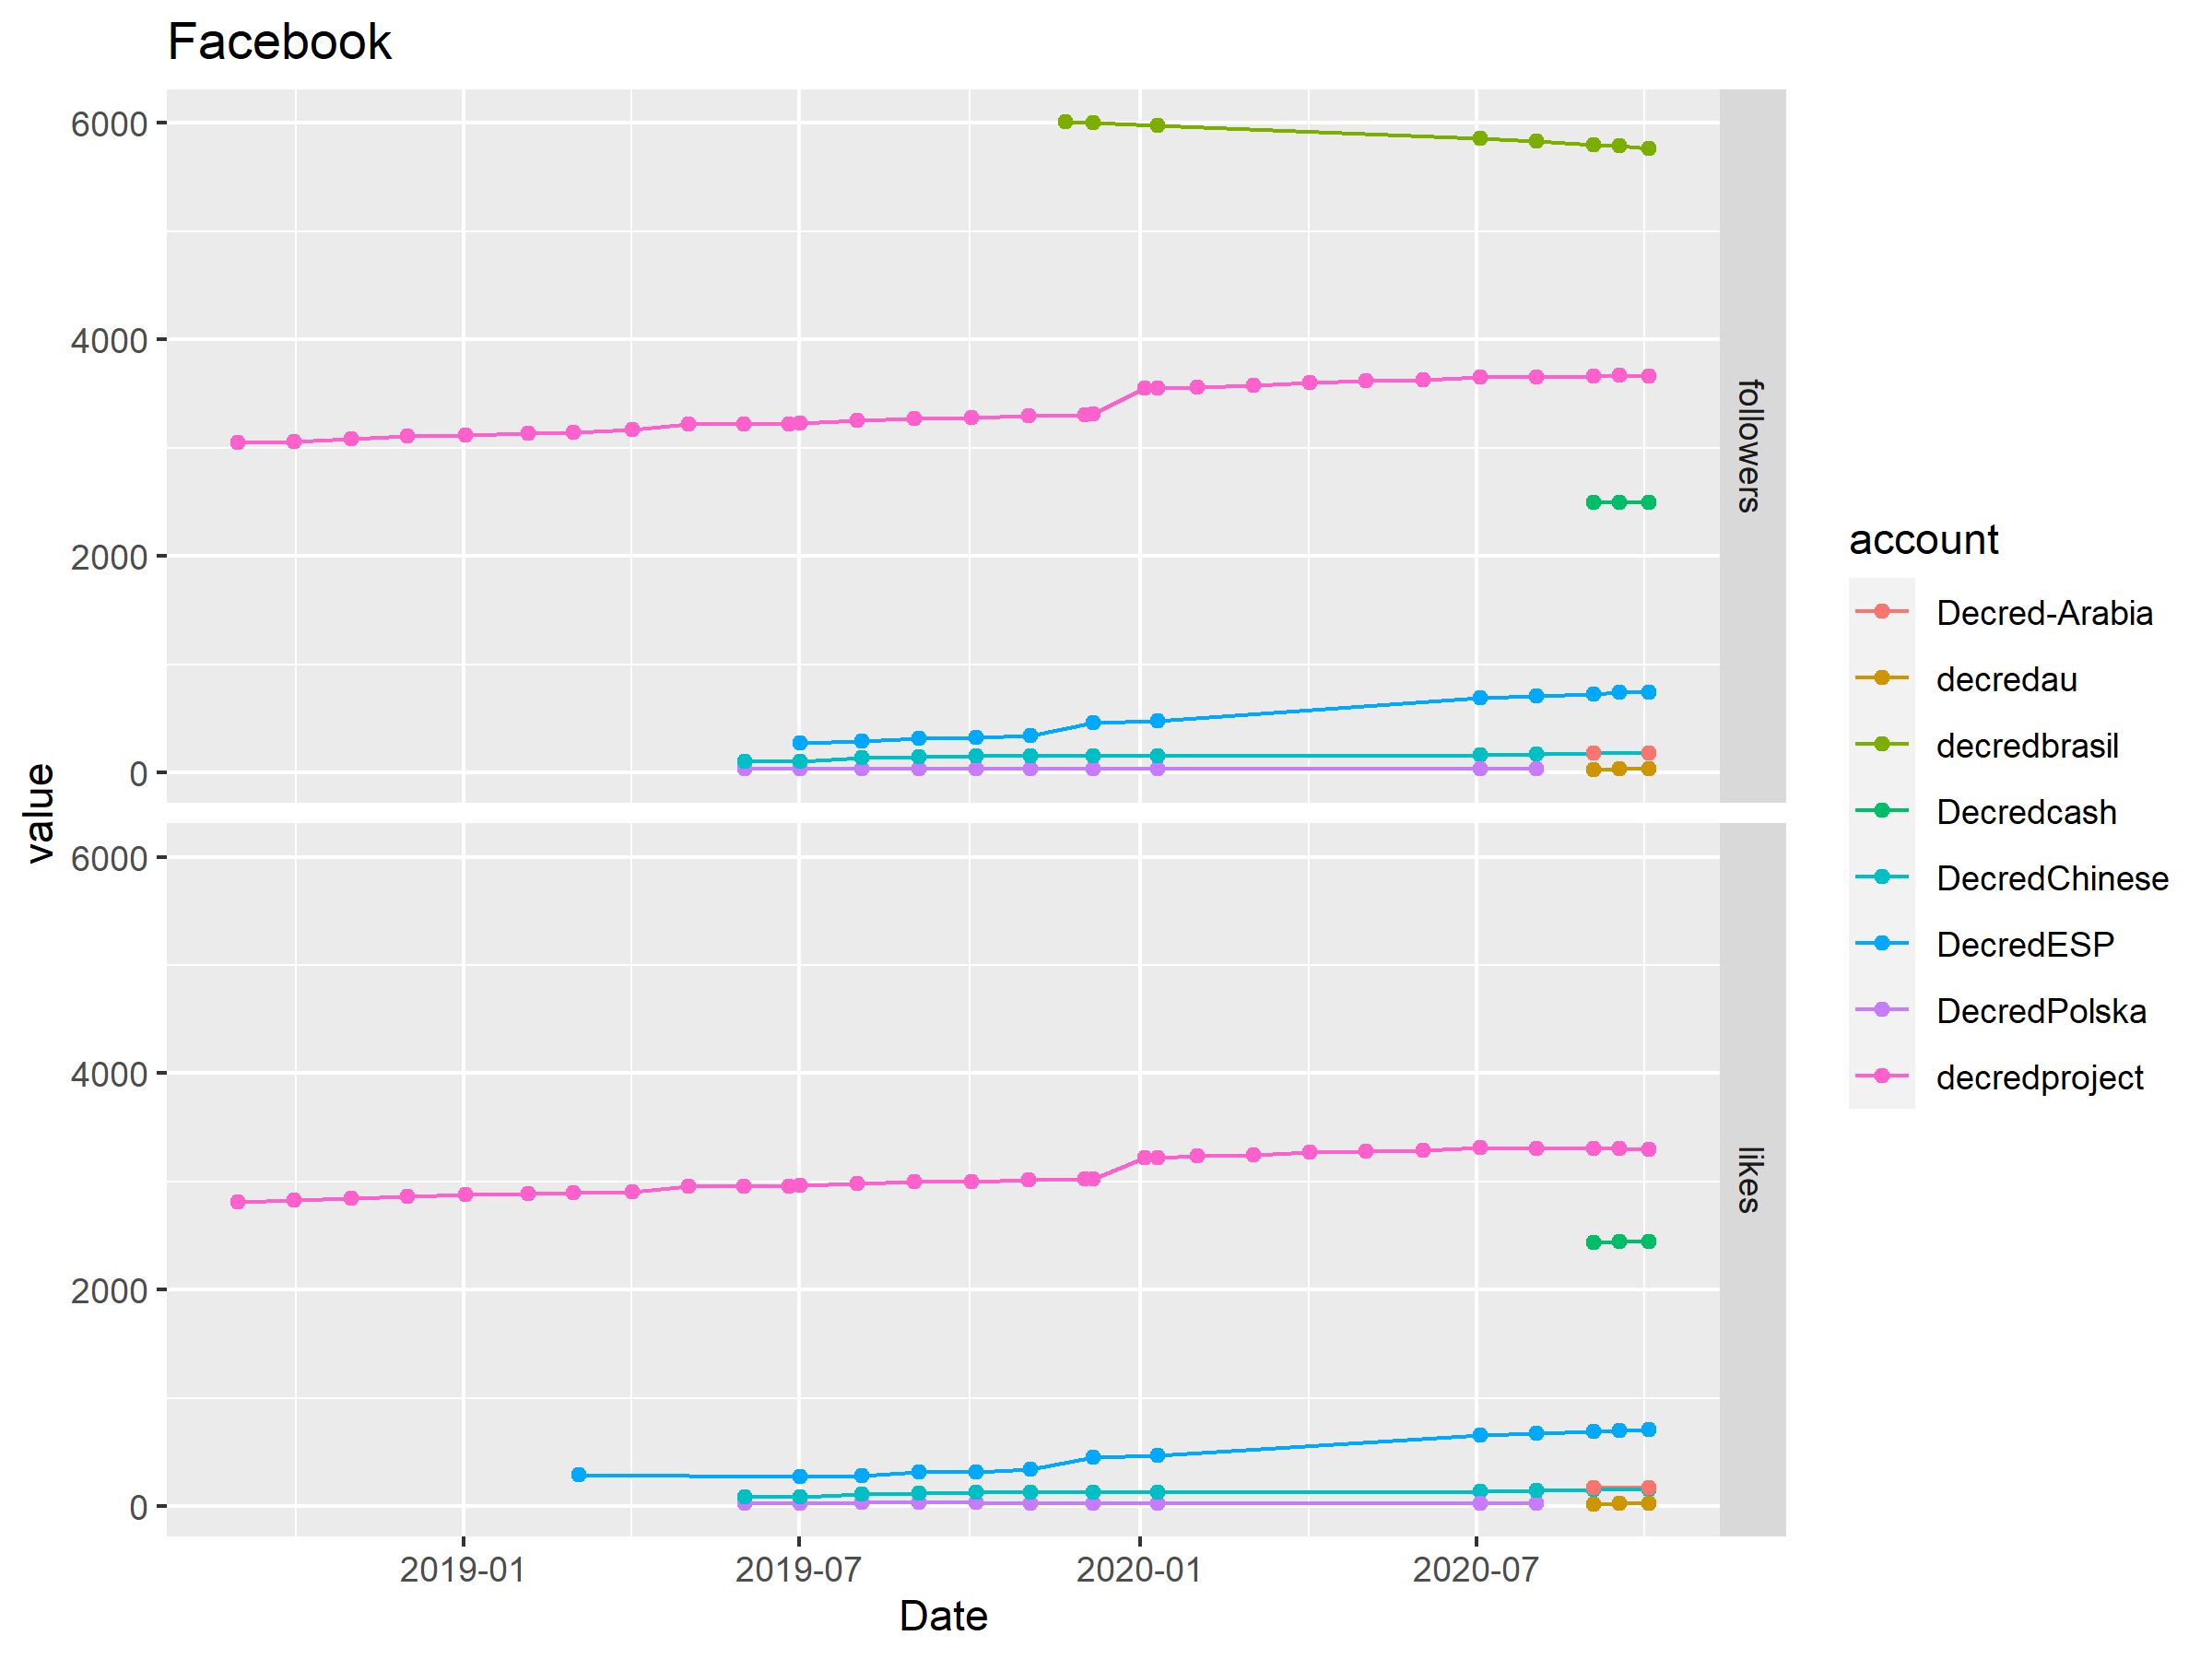 Facebook
6000
4000
2000
0
followers
6000
4000
2000
0
likes
value
2019-01
2019-07
2020-01
2020-07
Date
account
Decred-Arabia
decredau
decredbrasil
Decredcash
DecredChinese
DecredESP
DecredPolska
decredproject